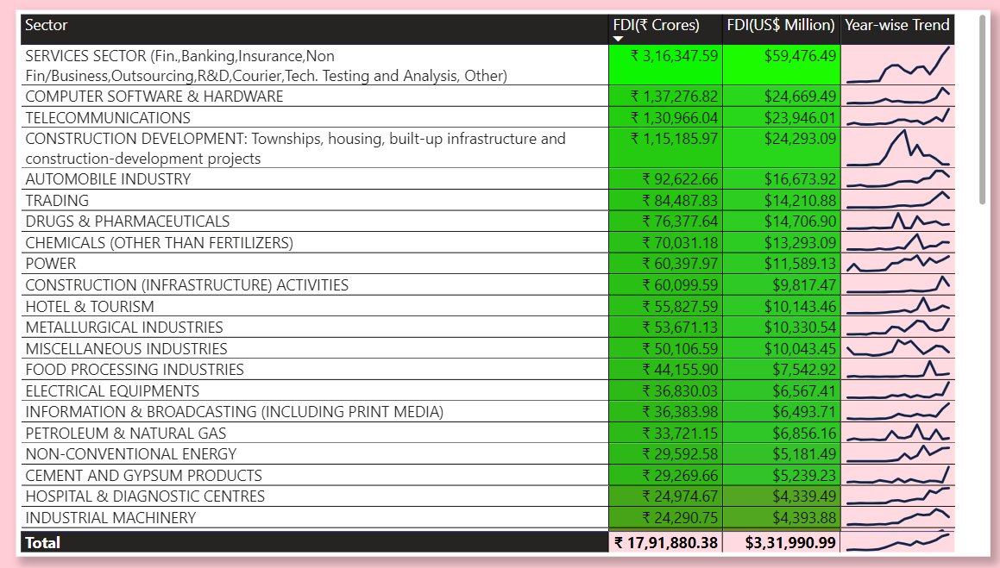 Sector FDI(₹ Crores) FDI(US$ Million) Year-wise Trend
SERVICES SECTOR (Fin.,Banking,Insurance,Non ₹ 3,16,347.59 $59,476.49
Fin/Business,Outsourcing,R&D,Courier,Tech. Testing and Analysis, Other)
COMPUTER SOFTWARE & HARDWARE ₹ 1,37,276.82 $24,669.49
TELECOMMUNICATIONS ₹ 1,30,966.04 $23,946.01
CONSTRUCTION DEVELOPMENT: Townships, housing, built-up infrastructure and ₹ 1,15,185.97 $24,293.09
construction-development projects
AUTOMOBILE INDUSTRY ₹ 92,622.66 $16,673.92
TRADING ₹ 84,487.83 $14,210.88
DRUGS & PHARMACEUTICALS ₹ 76,377.64 $14,706.90
CHEMICALS (OTHER THAN FERTILIZERS) ₹ 70,031.18 $13,293.09
POWER ₹ 60,397.97 $11,589.13
CONSTRUCTION (INFRASTRUCTURE) ACTIVITIES ₹ 60,099.59 $9,817.47
HOTEL & TOURISM ₹ 55,827.59 $10,143.46
METALLURGICAL INDUSTRIES ₹ 53,671.13 $10,330.54
MISCELLANEOUS INDUSTRIES ₹ 50,106.59 $10,043.45
FOOD PROCESSING INDUSTRIES ₹ 44,155.90 $7,542.92
ELECTRICAL EQUIPMENTS ₹ 36,830.03 $6,567.41
INFORMATION & BROADCASTING (INCLUDING PRINT MEDIA) ₹ 36,383.98 $6,493.71
PETROLEUM & NATURAL GAS ₹ 33,721.15 $6,856.16
NON-CONVENTIONAL ENERGY ₹ 29,592.58 $5,181.49
CEMENT AND GYPSUM PRODUCTS ₹ 29,269.66 $5,239.23
HOSPITAL & DIAGNOSTIC CENTRES ₹ 24,974.67 $4,339.49
INDUSTRIAL MACHINERY ₹ 24,290.75 $4,393.88
Total ₹ 17,91,880.38 $3,31,990.99